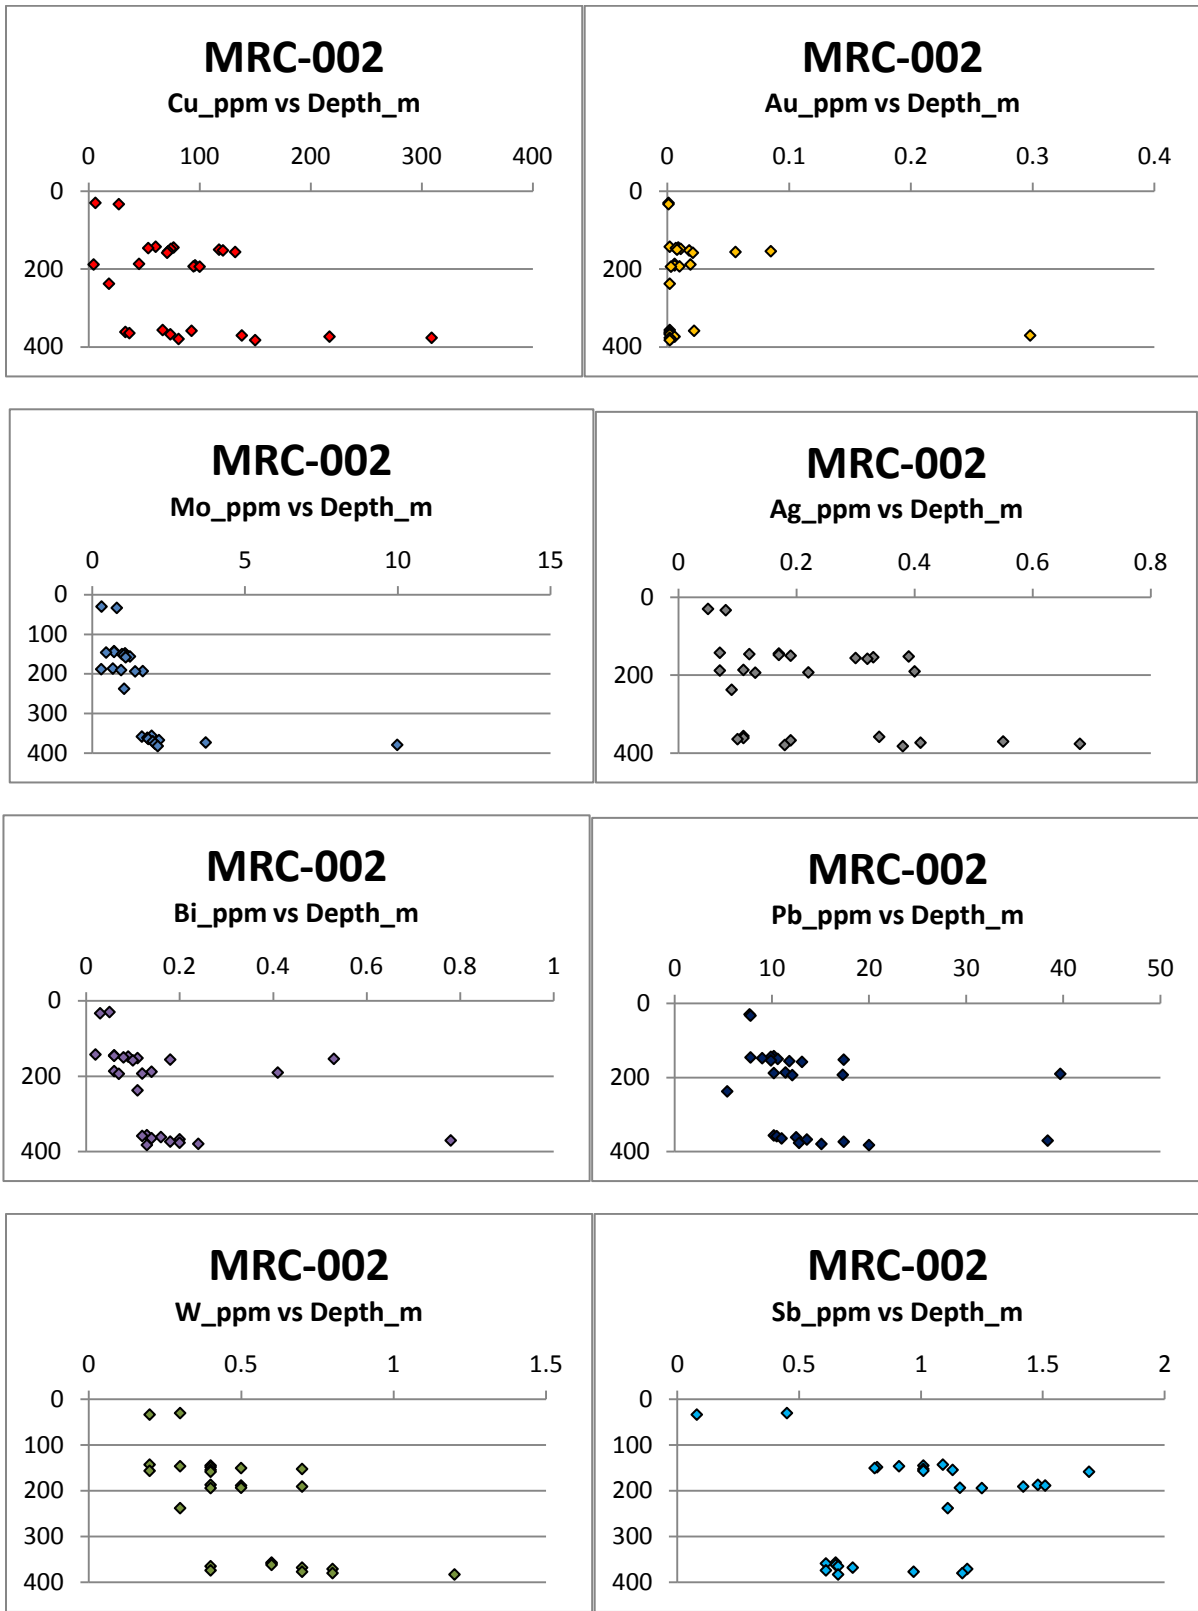 MRC-002
Cu_ppm vs Depth_m
0 100 200 300 400
0
200
400
MRC-002
Au_ppm vs Depth_m
0 0.1 0.2 0.3 0.4
0
200
400
MRC-002
Mo_ppm vs Depth_m
0 5 10 15
0
100
200
300
400
MRC-002
Ag_ppm vs Depth_m
0 0.2 0.4 0.6 0.8
0
200
400
MRC-002
Bi_ppm vs Depth_m
0 0.2 0.4 0.6 0.8 1
0
200
400
MRC-002
Pb_ppm vs Depth_m
0 10 20 30 40 50
0
200
400
MRC-002
W_ppm vs Depth_m
0 0.5 1 1.5
0
100
200
300
400
MRC-002
Sb_ppm vs Depth_m
0 0.5 1 1.5 2
0
100
200
300
400